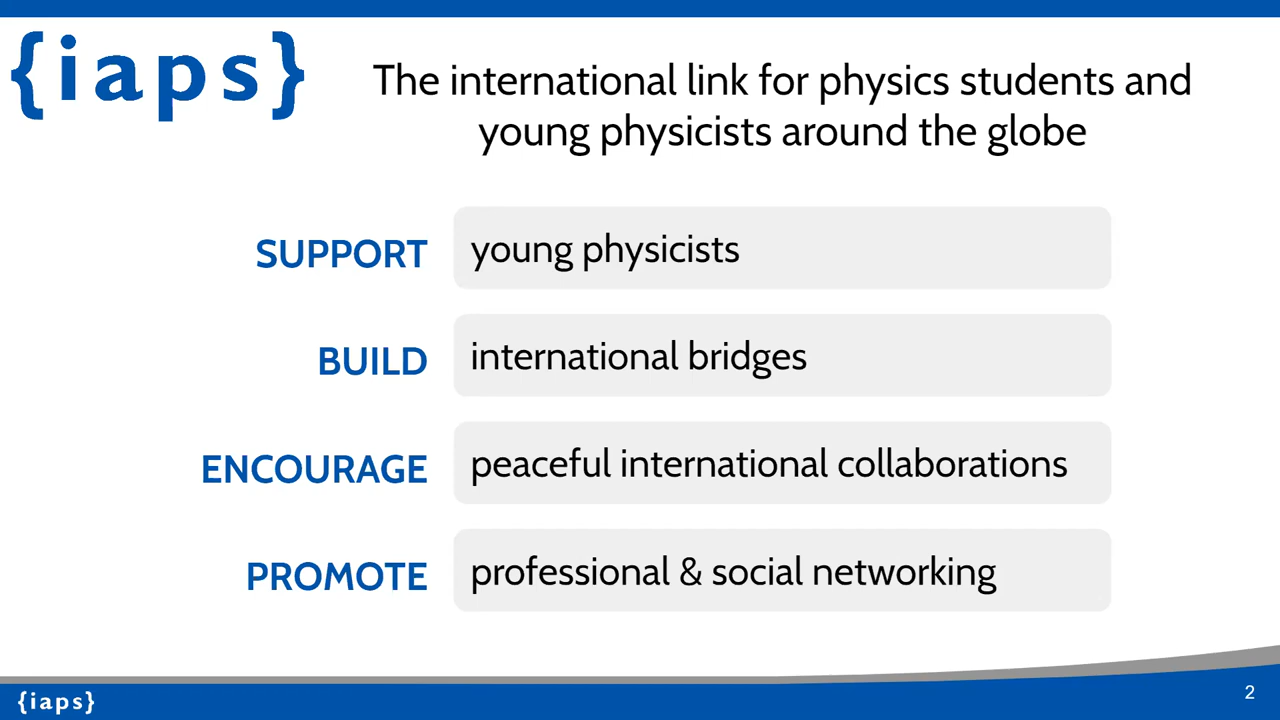 {iaps}
The international link for physics students and
young physicists around the globe
SUPPORT young physicists
BUILD international bridges
ENCOURAGE peaceful international collaborations
PROMOTE professional & social networking
{iaps}
2